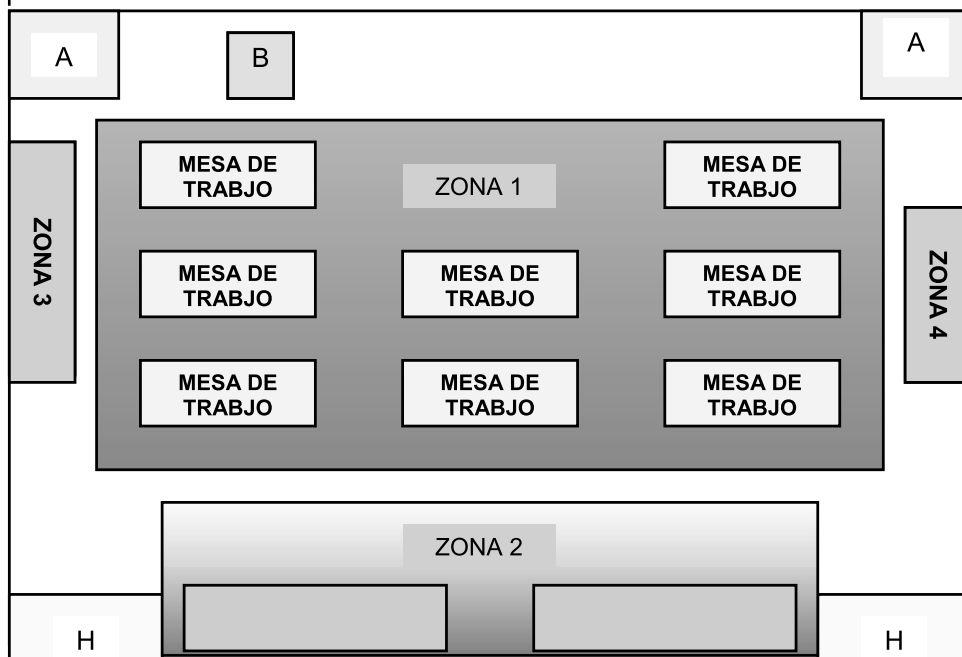 A
B
A
MESA DE
TRABJO
ZONA 1
MESA DE
TRABJO
ZONA 3
MESA DE
TRABJO
MESA DE
TRABJO
MESA DE
TRABJO
ZONA 4
MESA DE
TRABJO
MESA DE
TRABJO
MESA DE
TRABJO
ZONA 2
H
H